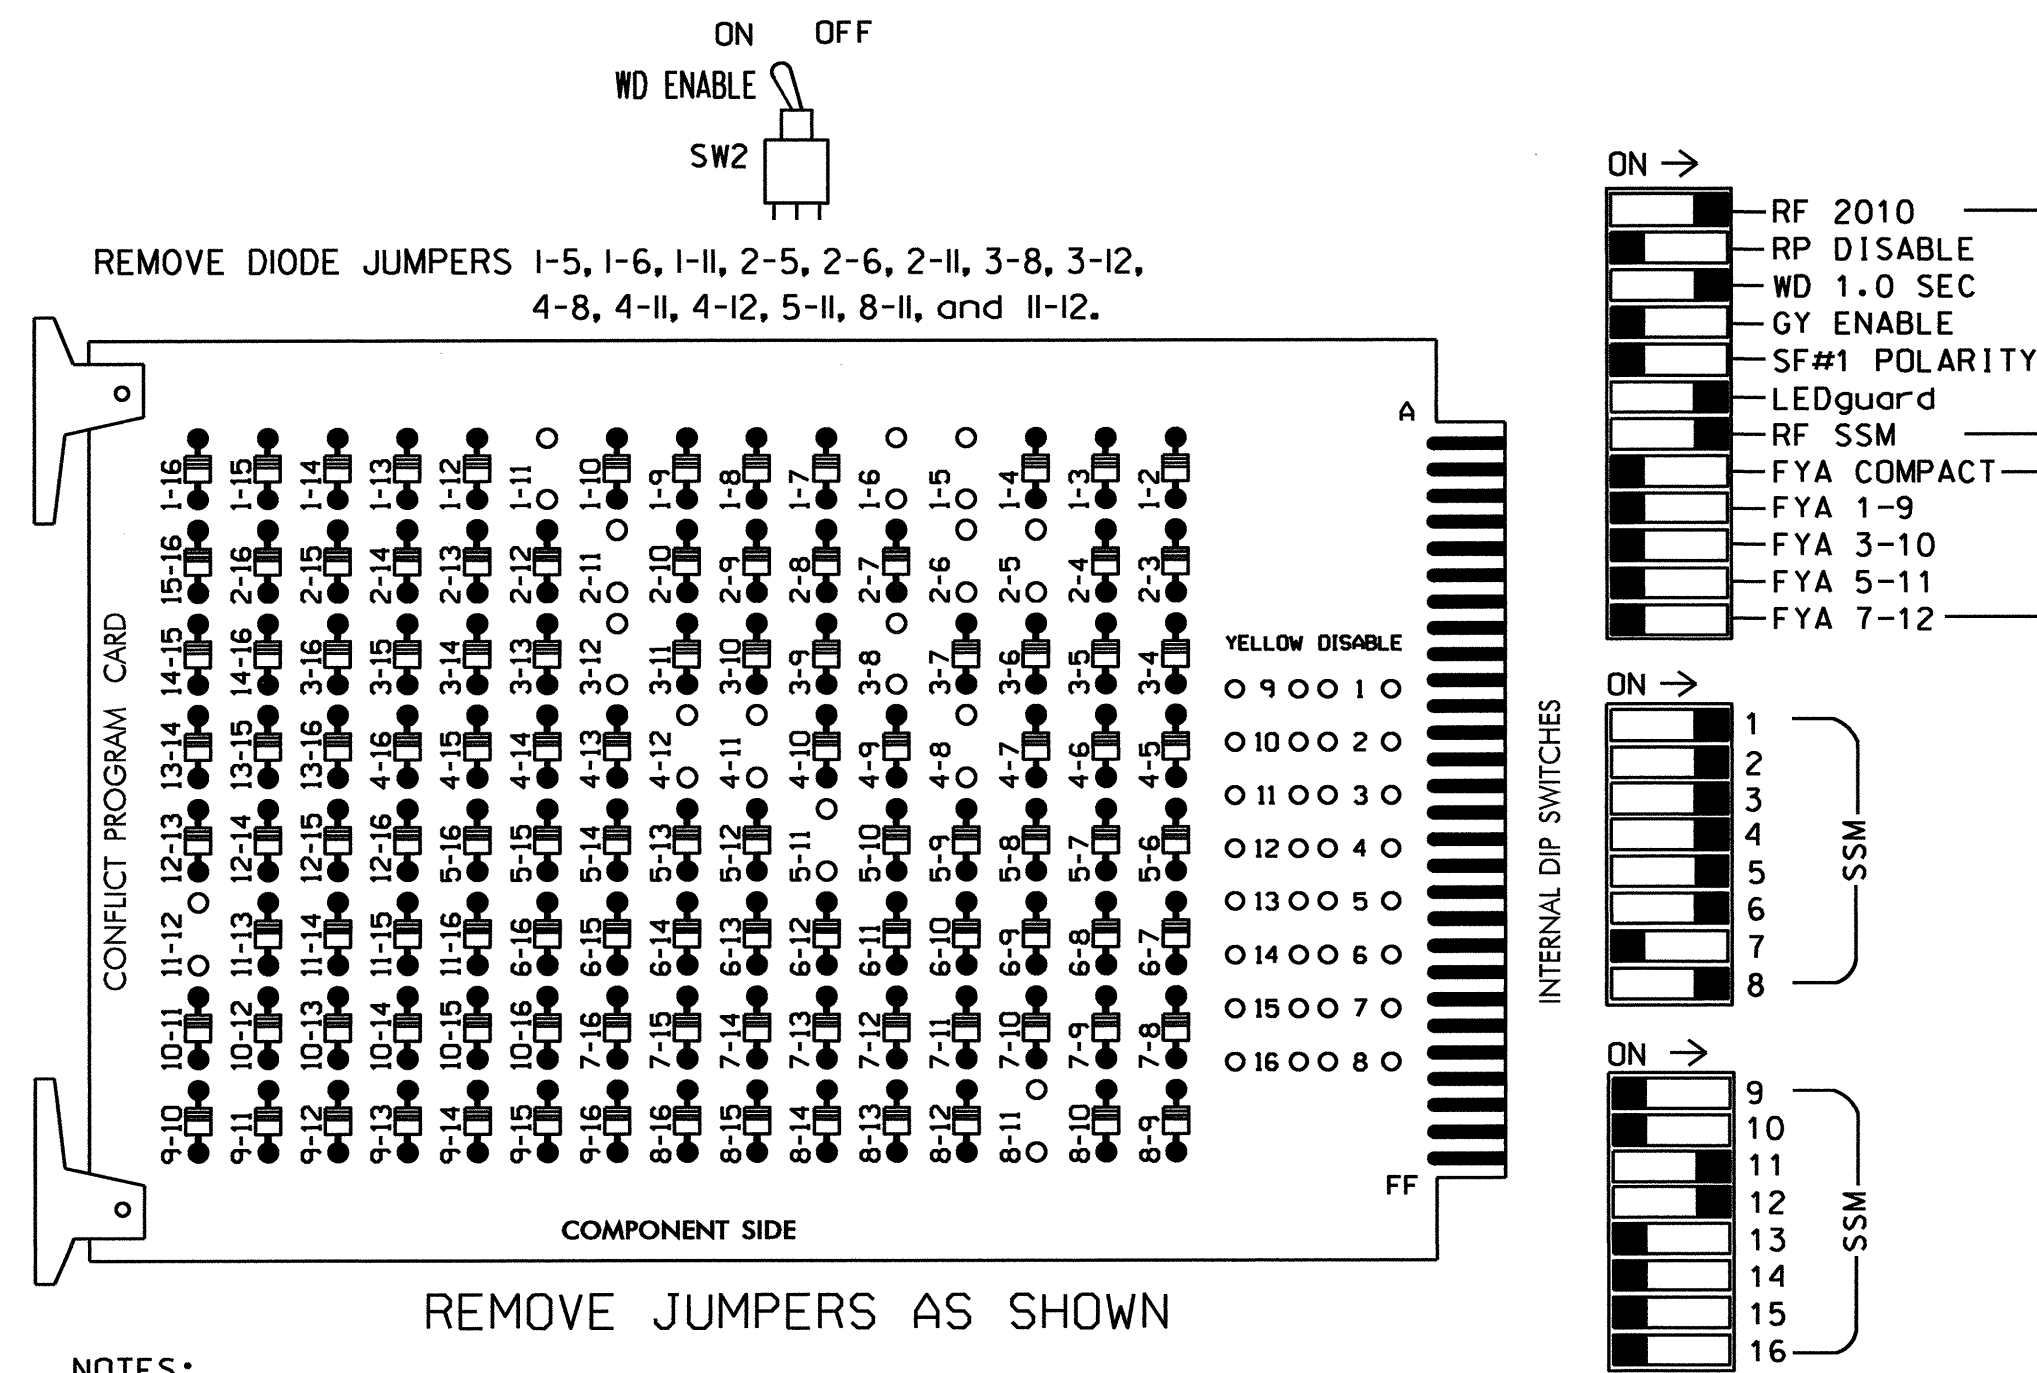 ON OFF
WD ENABLE
SW2
REMOVE DIODE JUMPERS 1-5, 1-6, 1-11, 2-5, 2-6, 2-11, 3-8, 3-12,
4-8, 4-11, 4-12, 5-11, 8-11, and 11-12.
A
1-16 1-15 1-14 1-13 1-12 1-11 1-10 1-9 1-8 1-7 1-6 1-5 1-4 1-3 1-2
15-16 2-16 2-15 2-14 2-13 2-12 2-11 2-10 2-9 2-8 2-7 2-6 2-5 2-4 2-3
14-15 14-16 3-16 3-15 3-14 3-13 3-12 3-11 3-10 3-9 3-8 3-7 3-6 3-5 3-4
13-14 13-15 13-16 4-16 4-15 4-14 4-13 4-12 4-11 4-10 4-9 4-8 4-7 4-6 4-5
12-13 12-14 12-15 12-16 5-16 5-15 5-14 5-13 5-12 5-11 5-10 5-9 5-8 5-7 5-6
11-12 11-13 11-14 11-15 11-16 6-16 6-15 6-14 6-13 6-12 6-11 6-10 6-9 6-8 6-7
10-11 10-12 10-13 10-14 10-15 10-16 7-16 7-15 7-14 7-13 7-12 7-11 7-10 7-9 7-8
9-10 9-11 9-12 9-13 9-14 9-15 9-16 8-16 8-15 8-14 8-13 8-12 8-11 8-10 8-9
CONFLICT PROGRAM CARD
YELLOW DISABLE
9 1
10 2
11 3
12 4
13 5
14 6
15 7
16 8
FF
COMPONENT SIDE
REMOVE JUMPERS AS SHOWN
NOTES:
INTERNAL DIP SWITCHES
ON
RF 2010
RP DISABLE
WD 1.0 SEC
GY ENABLE
SF#1 POLARITY
LEDguard
RF SSM
FYA COMPACT
FYA 1-9
FYA 3-10
FYA 5-11
FYA 7-12
ON
1
2
3
4
5
6
7
8
SSM
ON
9
10
11
12
13
14
15
16
SSM